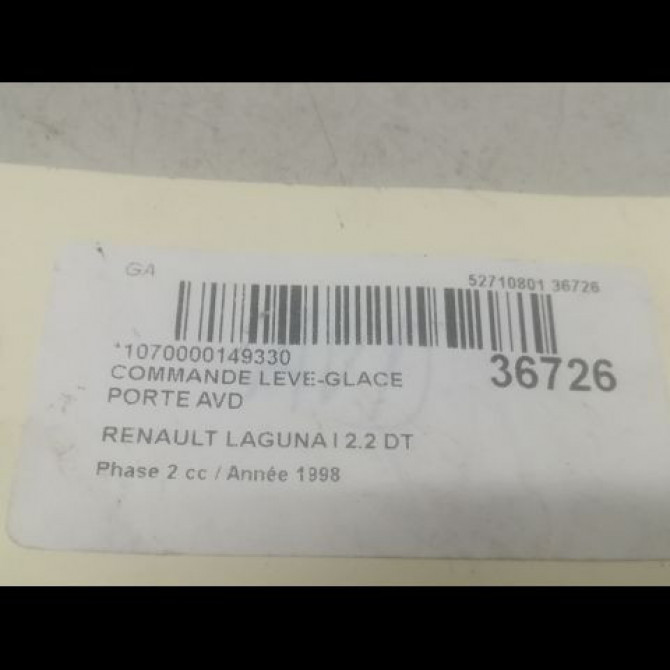 GA
52710801 36726
*1070000149330
36726
COMMANDE LEVE-GLACE
PORTE AVD
RENAULT LAGUNA I 2.2 DT
Phase 2 cc / Année 1998